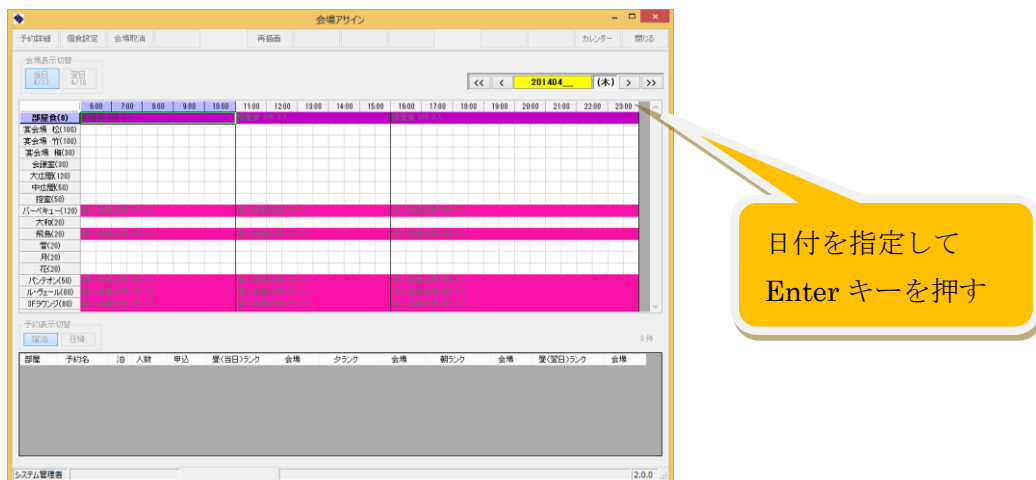 会場アサイン
予約詳細 個食設定 会場取消 再描画 カレンダー 閉じる
会場表示切替
当日 4/17 翌日 4/18
<< < 201404__ (木) > >>
6:00 7:00 8:00 9:00 10:00 11:00 12:00 13:00 14:00 15:00 16:00 17:00 18:00 19:00 20:00 21:00 22:00 23:00
部屋食(0)
宴会場 松(100)
宴会場 竹(100)
宴会場 梅(30)
会議室(30)
大広間(120)
中広間(50)
控室(50)
バーベキュー(120)
大和(20)
飛鳥(20)
雪(20)
月(20)
花(20)
パンテオン(50)
ル・ヴェール(80)
3Fラウンジ(80)
予約表示切替
宿泊 日帰
0 件
部屋 予約名 泊 人数 申込 昼(当日)ランク 会場 夕ランク 会場 朝ランク 会場 昼(翌日)ランク 会場
システム管理者 2.0.0
日付を指定して
Enter キーを押す